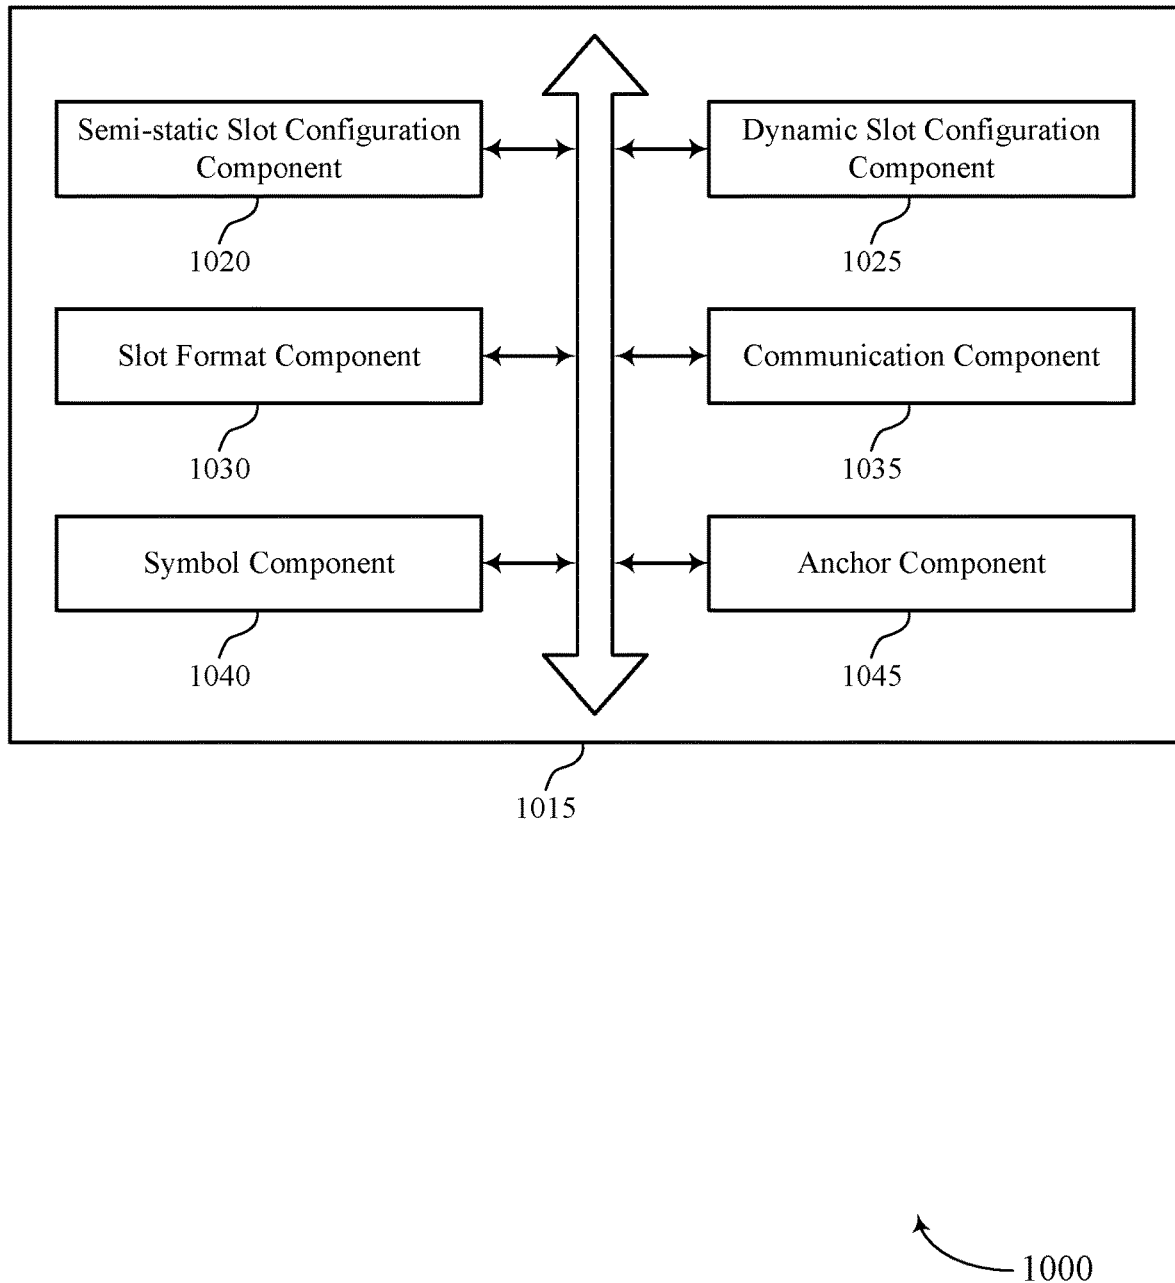 Semi-static Slot Configuration
Component
1020
Dynamic Slot Configuration
Component
1025
Slot Format Component
1030
Communication Component
1035
Symbol Component
1040
Anchor Component
1045
1015
1000